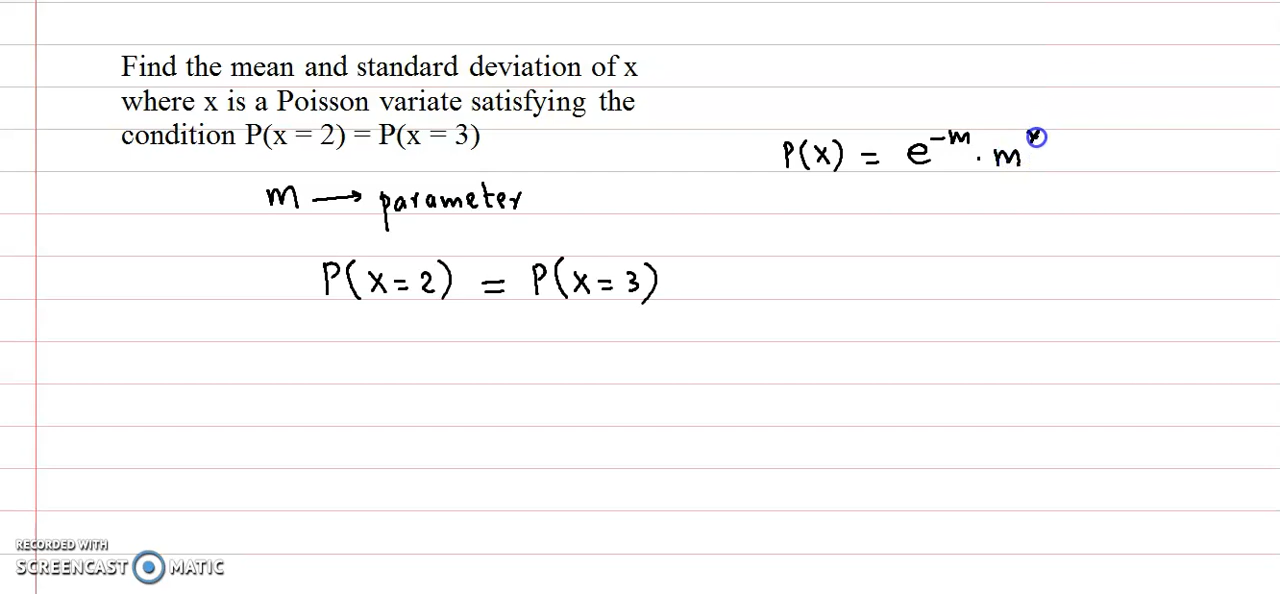 Find the mean and standard deviation of x
where x is a Poisson variate satisfying the
condition P(x = 2) = P(x = 3)
P(x) = e^{-m} . m^x
m → parameter
P(x = 2) = P(x = 3)
RECORDED WITH
SCREENCAST MATIC